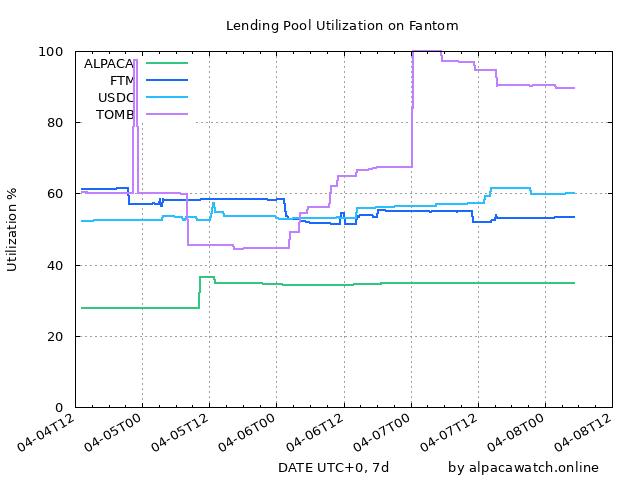 Lending Pool Utilization on Fantom
100
80
60
40
20
0
Utilization %
ALPACA
FTM
USDC
TOMB
04-04T12
04-05T00
04-05T12
04-06T00
04-06T12
04-07T00
04-07T12
04-08T00
04-08T12
DATE UTC+0, 7d
by alpacawatch.online